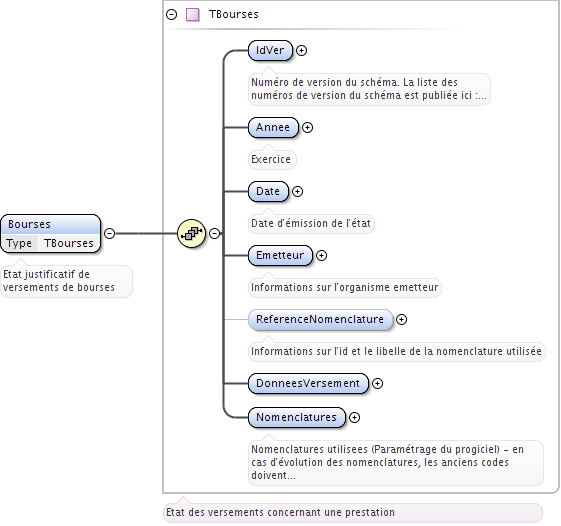 TBourses
IdVer
Numéro de version du schéma. La liste des
numéros de version du schéma est publiée ici :...
Annee
Exercice
Date
Date d'émission de l'état
Bourses
Type TBourses
Etat justificatif de
versements de bourses
Emetteur
Informations sur l'organisme emetteur
ReferenceNomenclature
Informations sur l'id et le libelle de la nomenclature utilisée
DonneesVersement
Nomenclatures
Nomenclatures utilisees (Paramétrage du progiciel) – en
cas d'évolution des nomenclatures, les anciens codes
doivent...
Etat des versements concernant une prestation